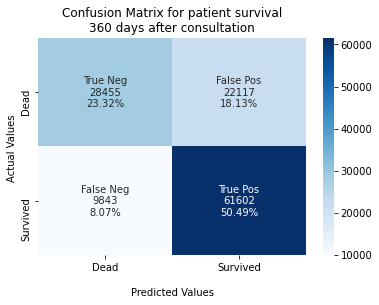 Confusion Matrix for patient survival
360 days after consultation
True Neg
28455
23.32%
False Pos
22117
18.13%
False Neg
9843
8.07%
True Pos
61602
50.49%
Dead
Survived
Actual Values
Dead
Survived
Predicted Values
60000
50000
40000
30000
20000
10000